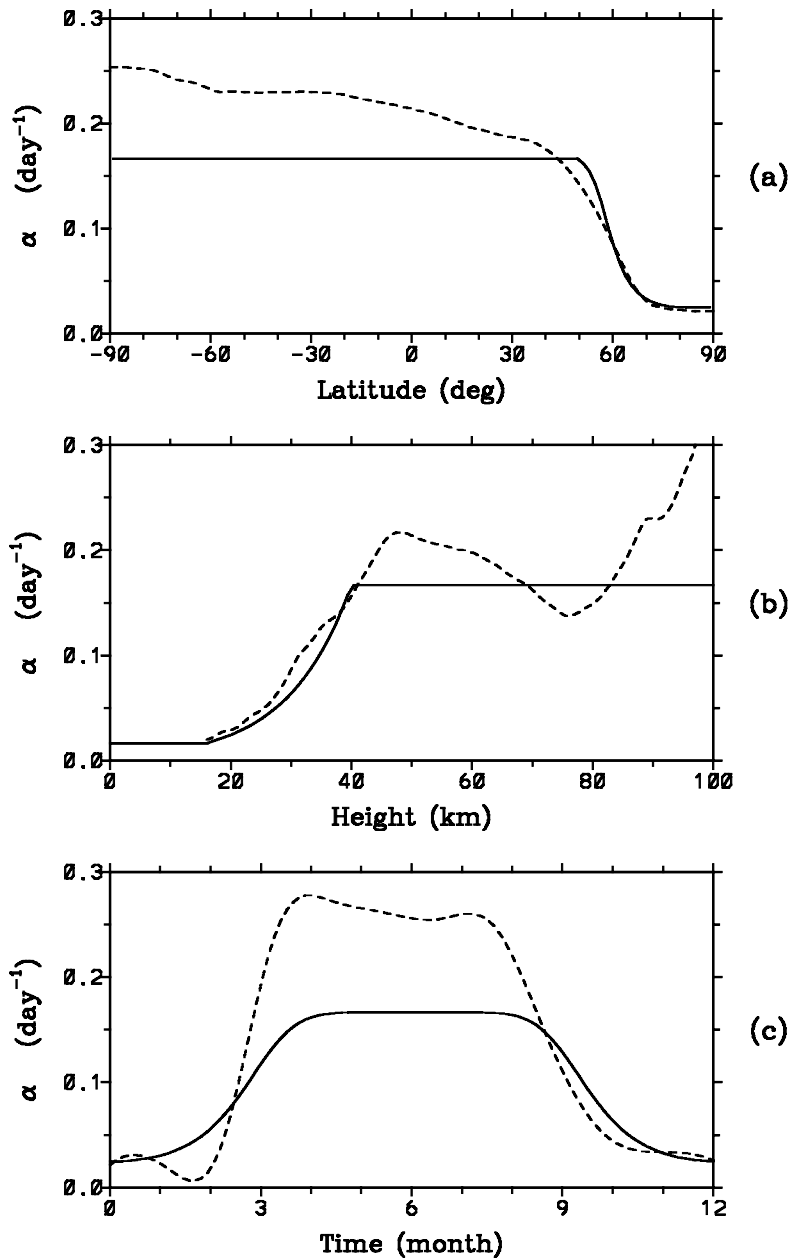 0.3
0.2
0.1
0.0
α (day⁻¹)
-90 -60 -30 0 30 60 90
Latitude (deg)
(a)
0.3
0.2
0.1
0.0
α (day⁻¹)
0 20 40 60 80 100
Height (km)
(b)
0.3
0.2
0.1
0.0
α (day⁻¹)
0 3 6 9 12
Time (month)
(c)